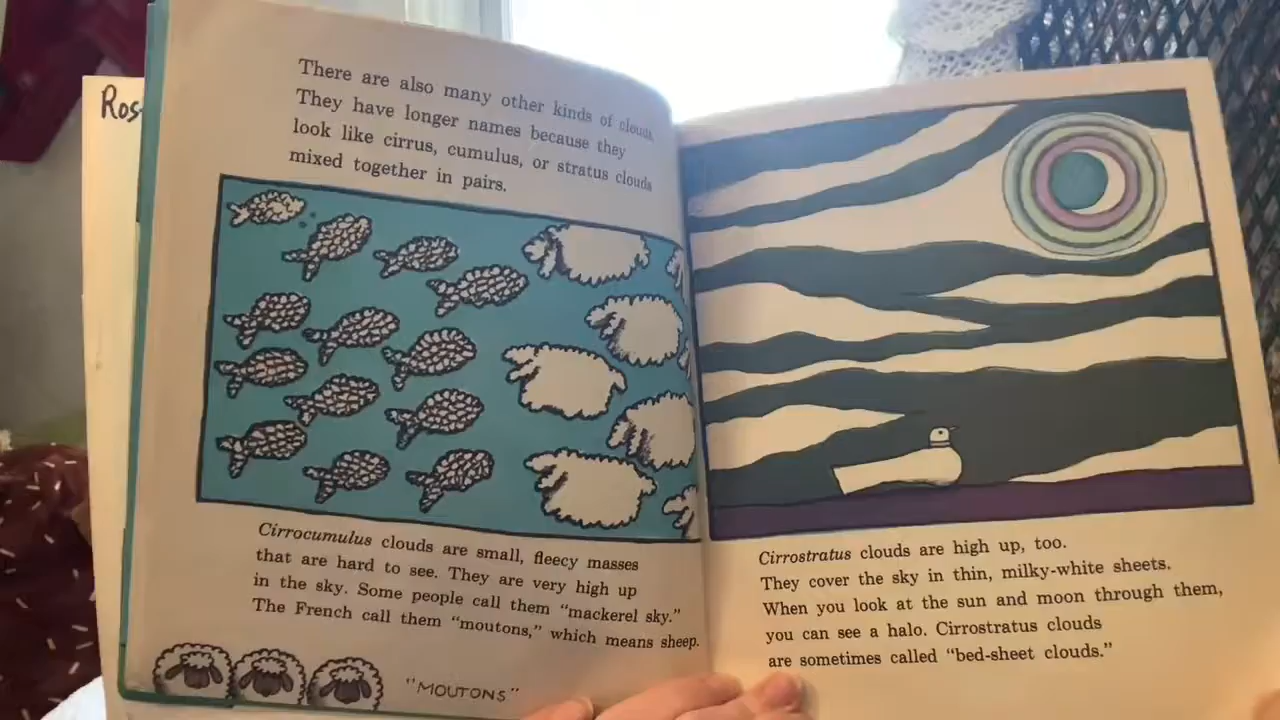 Ros
There are also many other kinds of clouds.
They have longer names because they
look like cirrus, cumulus, or stratus clouds
mixed together in pairs.
Cirrocumulus clouds are small, fleecy masses
that are hard to see. They are very high up
in the sky. Some people call them “mackerel sky.”
The French call them “moutons,” which means sheep.
"MOUTONS"
Cirrostratus clouds are high up, too.
They cover the sky in thin, milky-white sheets.
When you look at the sun and moon through them,
you can see a halo. Cirrostratus clouds
are sometimes called “bed-sheet clouds.”